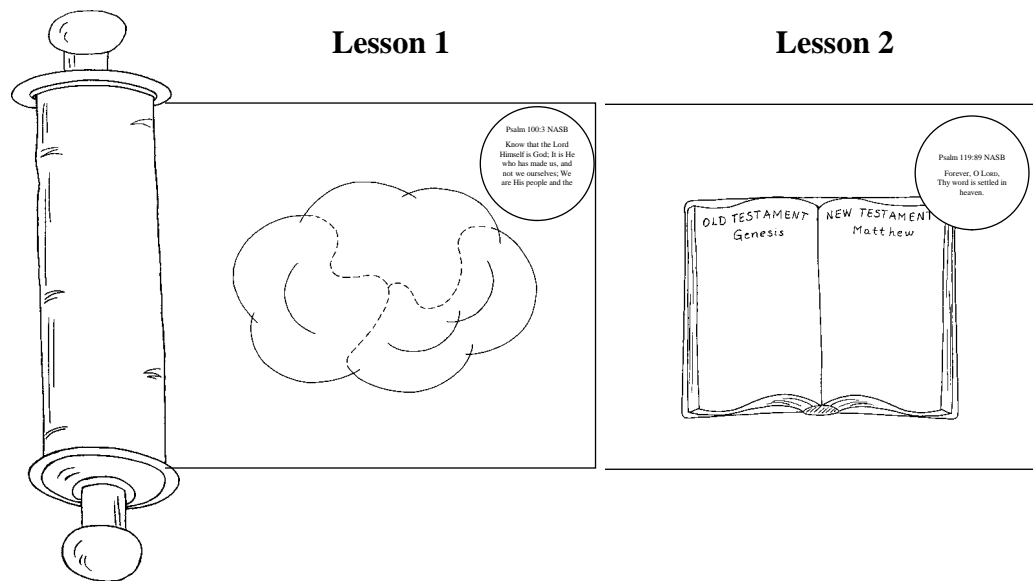 Lesson 1
Psalm 100:3 NASB
Know that the Lord
Himself is God; It is He
who has made us, and
not we ourselves; We
are His people and the
Lesson 2
Psalm 119:89 NASB
Forever, O LORD,
Thy word is settled in
heaven.
OLD TESTAMENT
Genesis
NEW TESTAMENT
Matthew